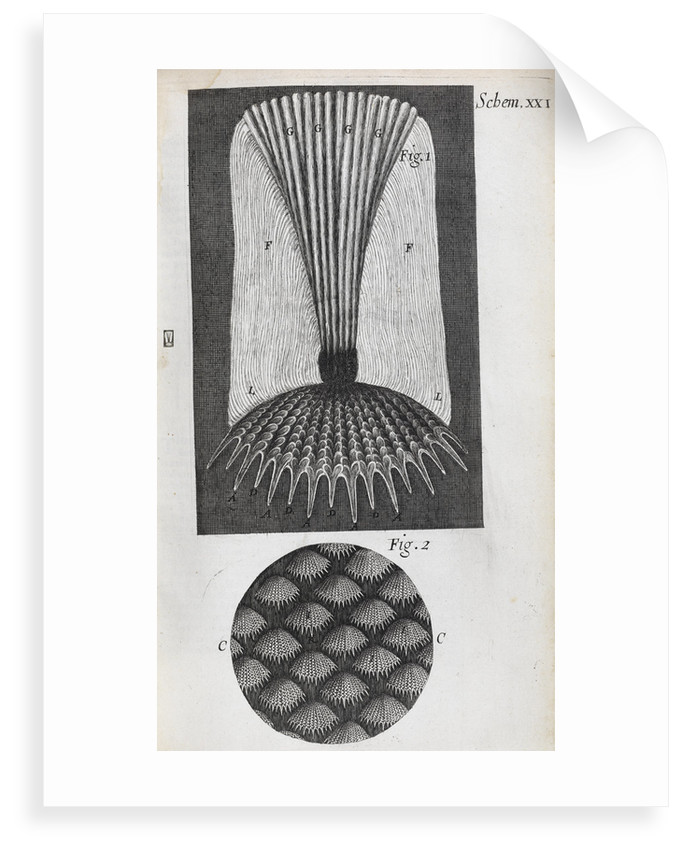 Schem. XXI
G G G G
Fig. 1
F F
L L
A D A D A D A D A
Fig. 2
C C